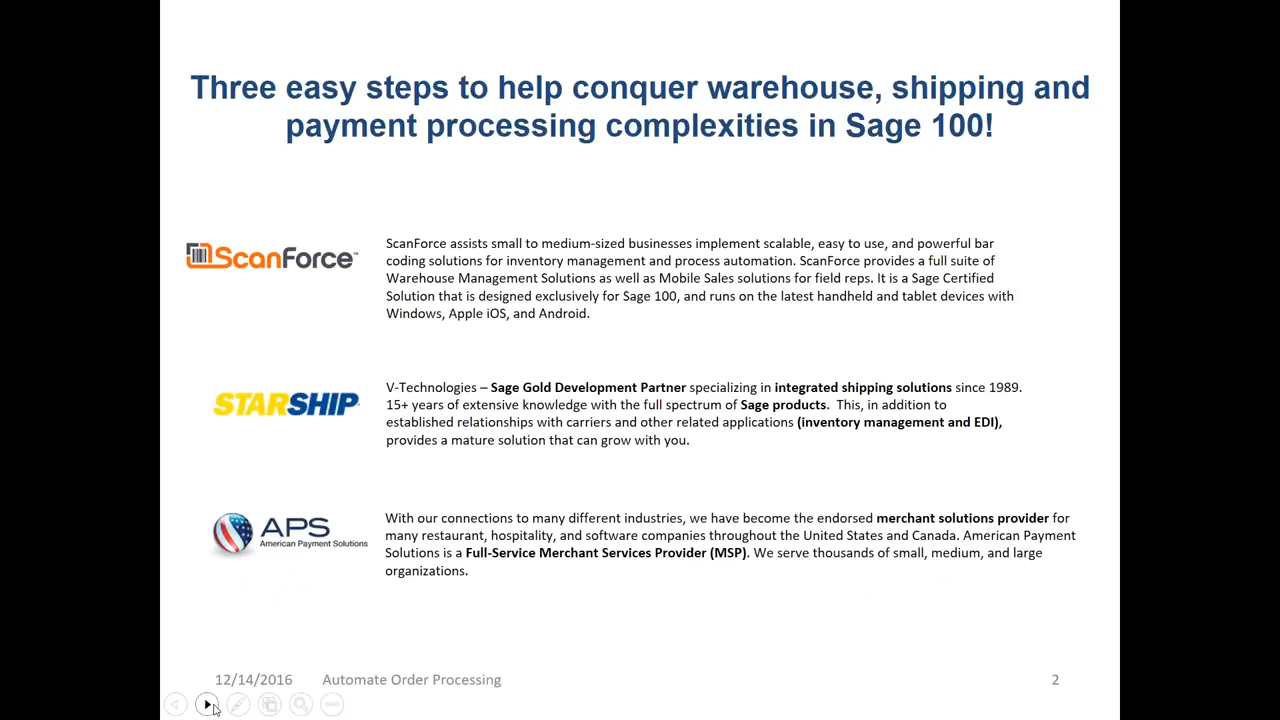 Three easy steps to help conquer warehouse, shipping and
payment processing complexities in Sage 100!
ScanForce™
ScanForce assists small to medium-sized businesses implement scalable, easy to use, and powerful bar
coding solutions for inventory management and process automation. ScanForce provides a full suite of
Warehouse Management Solutions as well as Mobile Sales solutions for field reps. It is a Sage Certified
Solution that is designed exclusively for Sage 100, and runs on the latest handheld and tablet devices with
Windows, Apple iOS, and Android.
STARSHIP
V-Technologies – Sage Gold Development Partner specializing in integrated shipping solutions since 1989.
15+ years of extensive knowledge with the full spectrum of Sage products. This, in addition to
established relationships with carriers and other related applications (inventory management and EDI),
provides a mature solution that can grow with you.
APS
American Payment Solutions
With our connections to many different industries, we have become the endorsed merchant solutions provider for
many restaurant, hospitality, and software companies throughout the United States and Canada. American Payment
Solutions is a Full-Service Merchant Services Provider (MSP). We serve thousands of small, medium, and large
organizations.
12/14/2016 Automate Order Processing 2